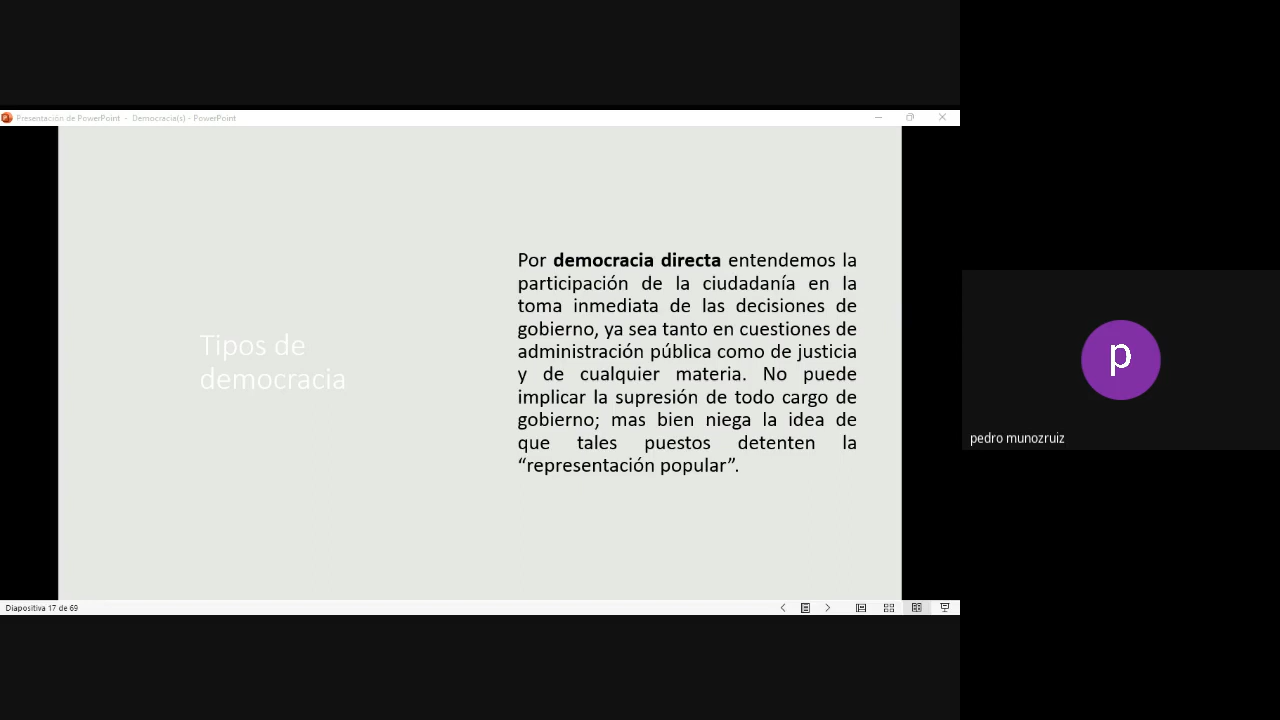 Presentación de PowerPoint - Democracia(s) - PowerPoint
Tipos de
democracia
Por democracia directa entendemos la
participación de la ciudadanía en la
toma inmediata de las decisiones de
gobierno, ya sea tanto en cuestiones de
administración pública como de justicia
y de cualquier materia. No puede
implicar la supresión de todo cargo de
gobierno; mas bien niega la idea de
que tales puestos detenten la
“representación popular”.
p
pedro munozruiz
Diapositiva 17 de 69